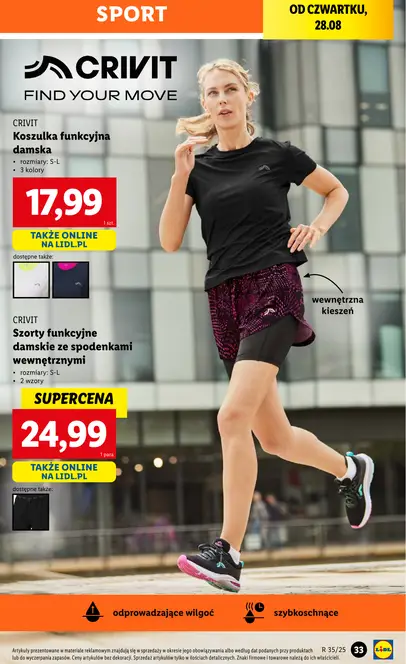 SPORT
OD CZWARTKU,
28.08
CRIVIT
FIND YOUR MOVE
CRIVIT
Koszulka funkcyjna
damska
• rozmiary: S-L
• 3 kolory
17,99
1 szt.
TAKŻE ONLINE
NA LIDL.PL
dostępne także:
wewnętrzna
kieszeń
CRIVIT
Szorty funkcyjne
damskie ze spodenkami
wewnętrznymi
• rozmiary: S-L
• 2 wzory
SUPERCENA
24,99
1 para
TAKŻE ONLINE
NA LIDL.PL
dostępne także:
odprowadzające wilgoć
szybkoschnące
Artykuły prezentowane w materiale reklamowym znajdują się w sprzedaży w okresie jego obowiązywania albo według dat podanych przy produktach
lub do wyczerpania zapasów. Ceny artykułów bez dekoracji. Sprzedaż artykułów tylko w ilościach detalicznych. Znaki firmowe i towarowe należą do ich właścicieli.
R 35/25
33
LIDL